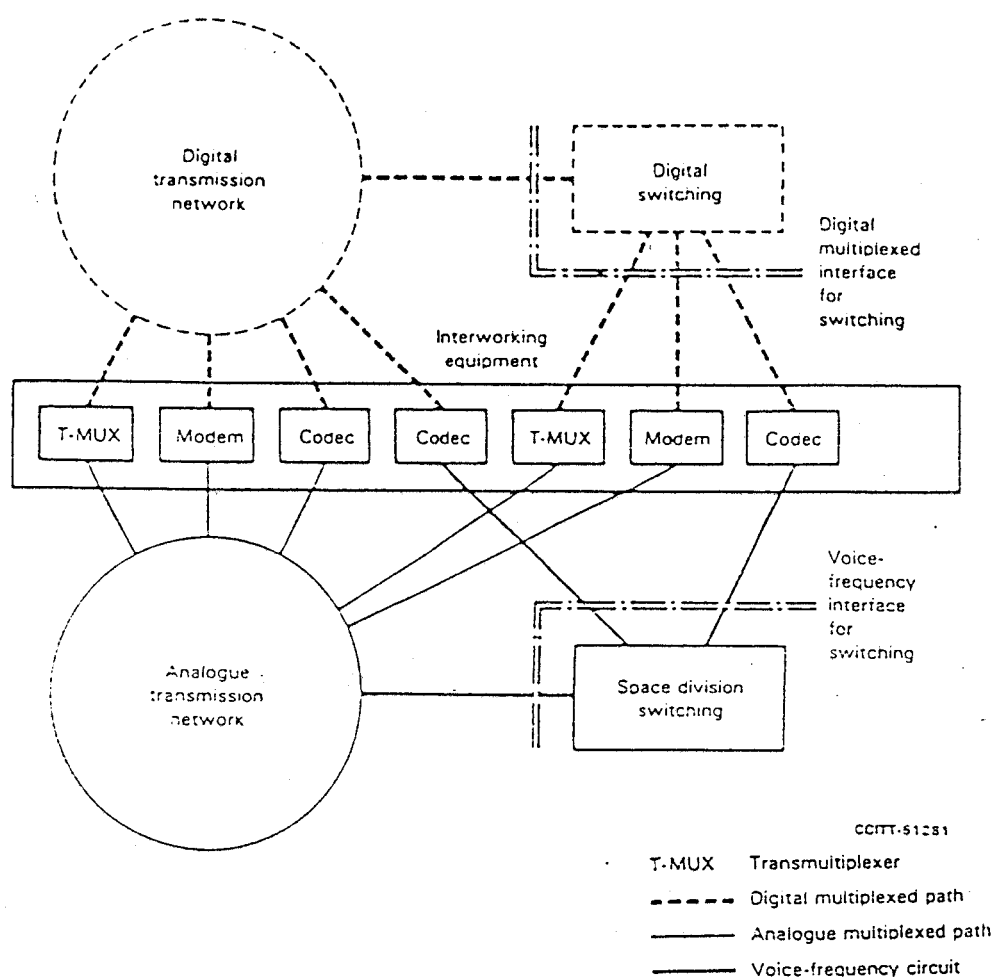 Digital
transmission
network
Digital
switching
Digital
multiplexed
interface
for
switching
Interworking
equipment
T-MUX
Modem
Codec
Codec
T-MUX
Modem
Codec
Voice-
frequency
interface
for
switching
Analogue
transmission
network
Space division
switching
CCITT-51281
T-MUX Transmultiplexer
Digital multiplexed path
Analogue multiplexed path
Voice-frequency circuit